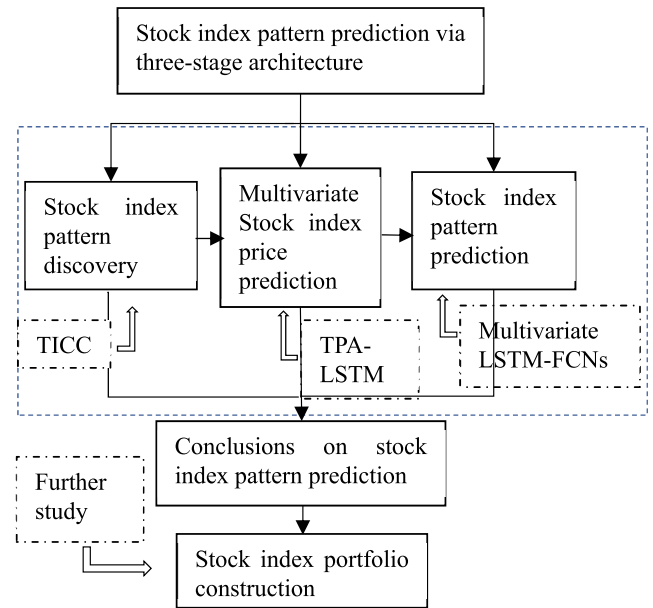 Stock index pattern prediction via
three-stage architecture
Stock index
pattern
discovery
Multivariate
Stock index
price
prediction
Stock index
pattern
prediction
TICC
TPA-
LSTM
Multivariate
LSTM-FCNs
Conclusions on stock
index pattern prediction
Further
study
Stock index portfolio
construction